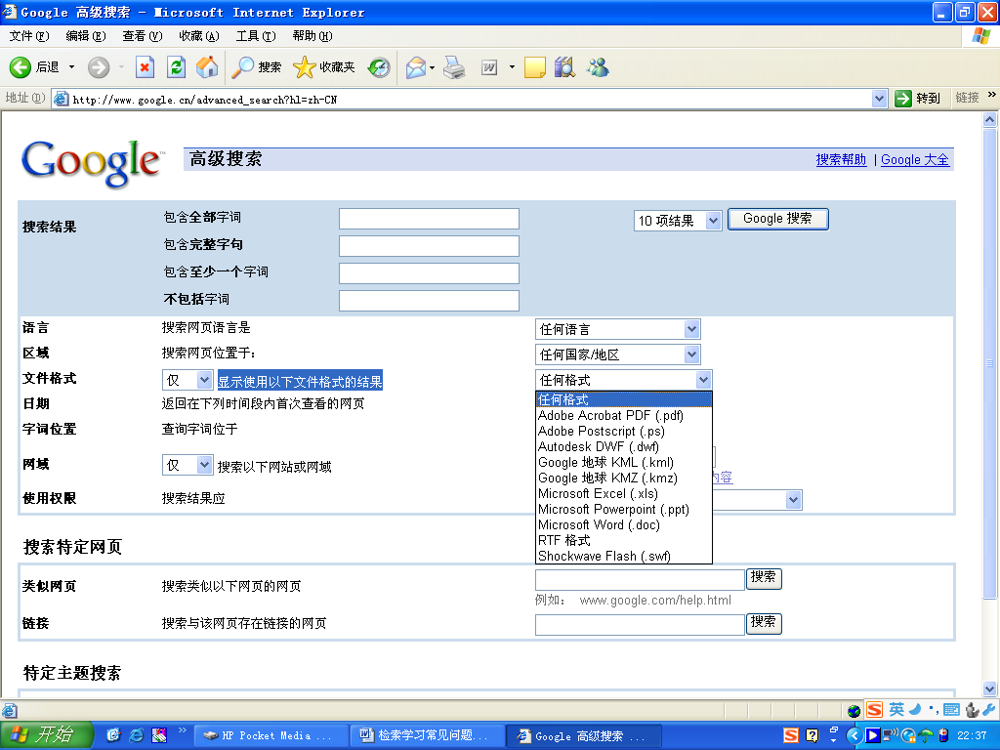 Google 高级搜索 - Microsoft Internet Explorer
文件(F) 编辑(E) 查看(V) 收藏(A) 工具(T) 帮助(H)
后退 搜索 收藏夹
地址(D) http://www.google.cn/advanced_search?hl=zh-CN 转到 链接 »
Google™ 高级搜索 搜索帮助 | Google 大全
搜索结果 包含全部字词 10 项结果 Google 搜索
包含完整字句
包含至少一个字词
不包括字词
语言 搜索网页语言是 任何语言
区域 搜索网页位置于: 任何国家/地区
文件格式 仅 显示使用以下文件格式的结果 任何格式
日期 返回在下列时间段内首次查看的网页 任何格式
Adobe Acrobat PDF (.pdf)
字词位置 查询字词位于 Adobe Postscript (.ps)
Autodesk DWF (.dwf)
网域 仅 搜索以下网站或网域 Google 地球 KML (.kml)
Google 地球 KMZ (.kmz) 内容
使用权限 搜索结果应 Microsoft Excel (.xls)
Microsoft Powerpoint (.ppt)
Microsoft Word (.doc)
RTF 格式
Shockwave Flash (.swf)
搜索特定网页
类似网页 搜索类似以下网页的网页 搜索
例如: www.google.com/help.html
链接 搜索与该网页存在链接的网页 搜索
特定主题搜索
英
开始 HP Pocket Media ... 检索学习常见问题... Google 高级搜索 ... 22:37